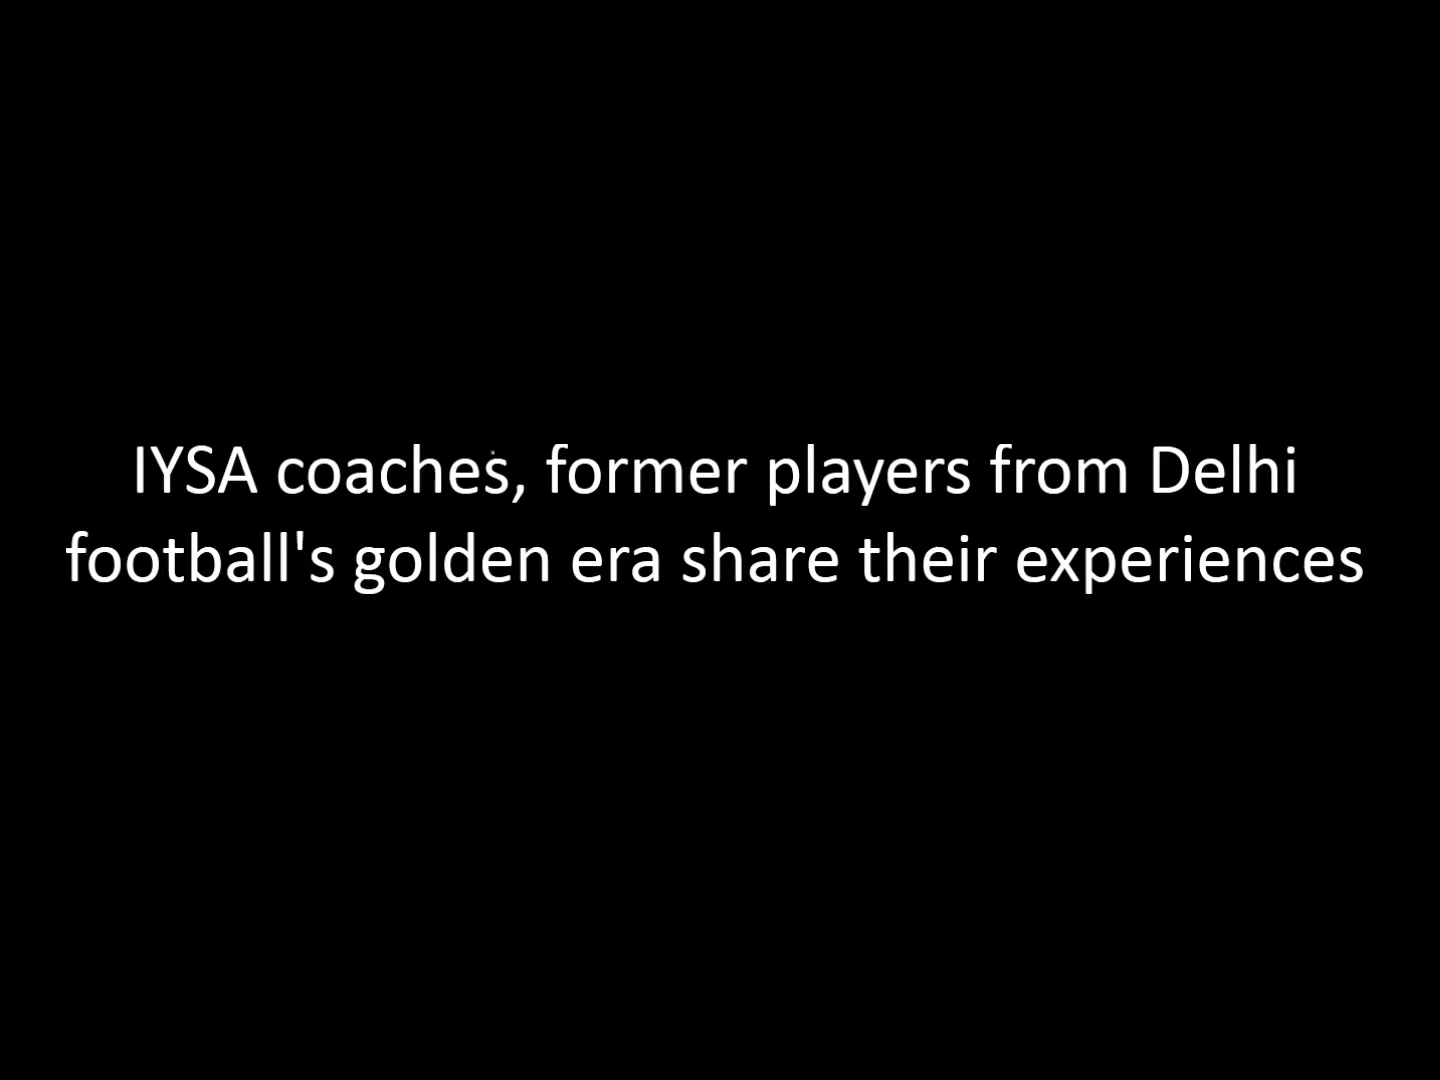 IYSA coaches, former players from Delhi
football's golden era share their experiences